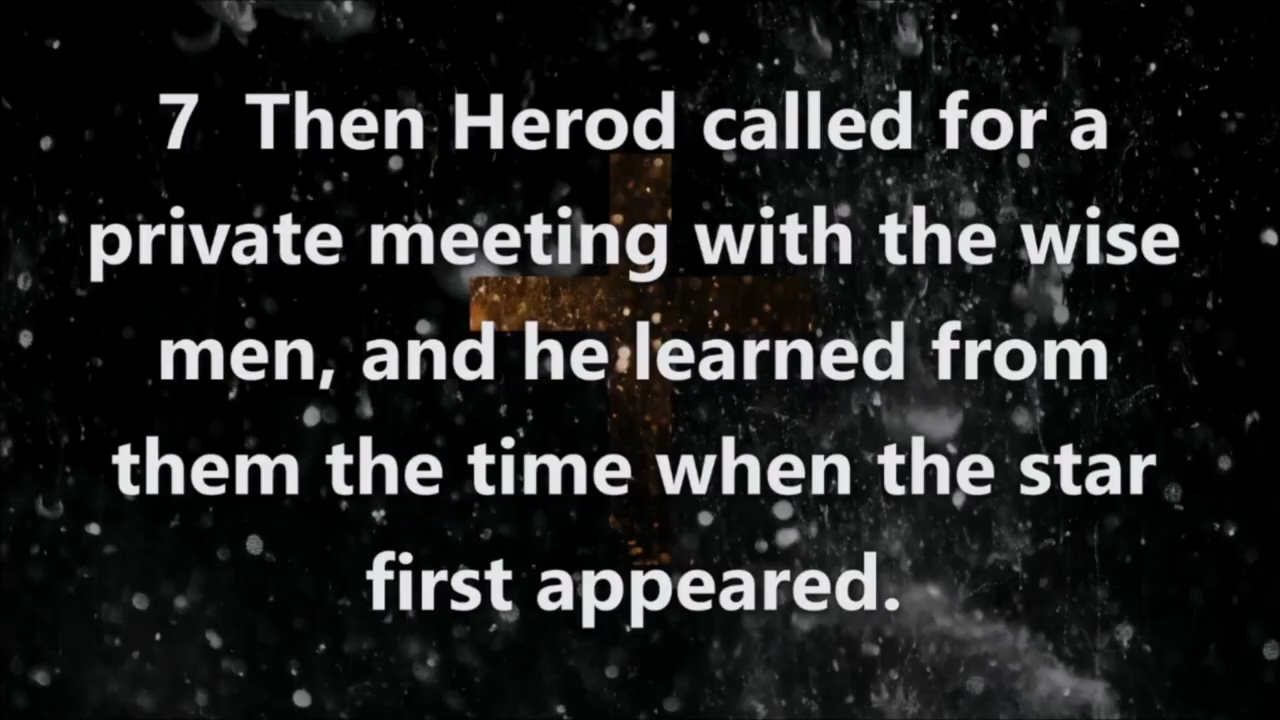 7 Then Herod called for a
private meeting with the wise
men, and he learned from
them the time when the star
first appeared.